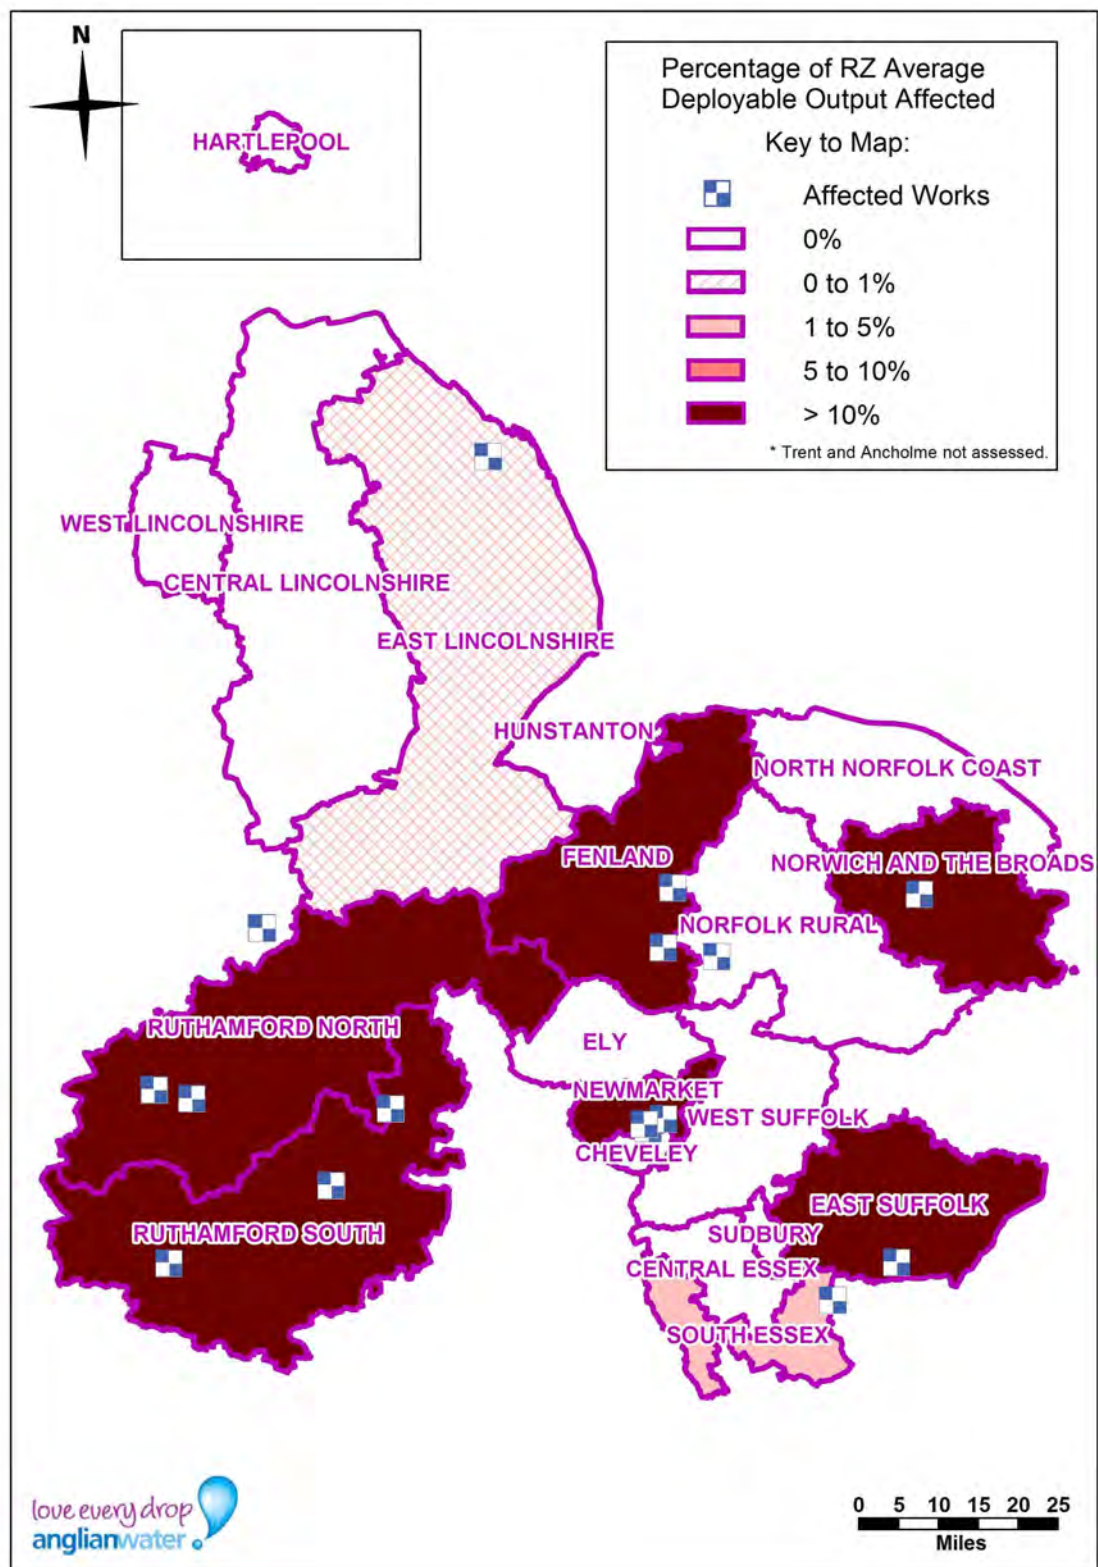 N
HARTLEPOOL
Percentage of RZ Average
Deployable Output Affected
Key to Map:
Affected Works
0%
0 to 1%
1 to 5%
5 to 10%
> 10%
* Trent and Ancholme not assessed.
WEST LINCOLNSHIRE
CENTRAL LINCOLNSHIRE
EAST LINCOLNSHIRE
HUNSTANTON
NORTH NORFOLK COAST
FENLAND
NORWICH AND THE BROADS
NORFOLK RURAL
RUTHAMFORD NORTH
ELY
NEWMARKET
WEST SUFFOLK
CHEVELEY
EAST SUFFOLK
RUTHAMFORD SOUTH
SUDBURY
CENTRAL ESSEX
SOUTH ESSEX
love every drop
anglianwater
0 5 10 15 20 25
Miles